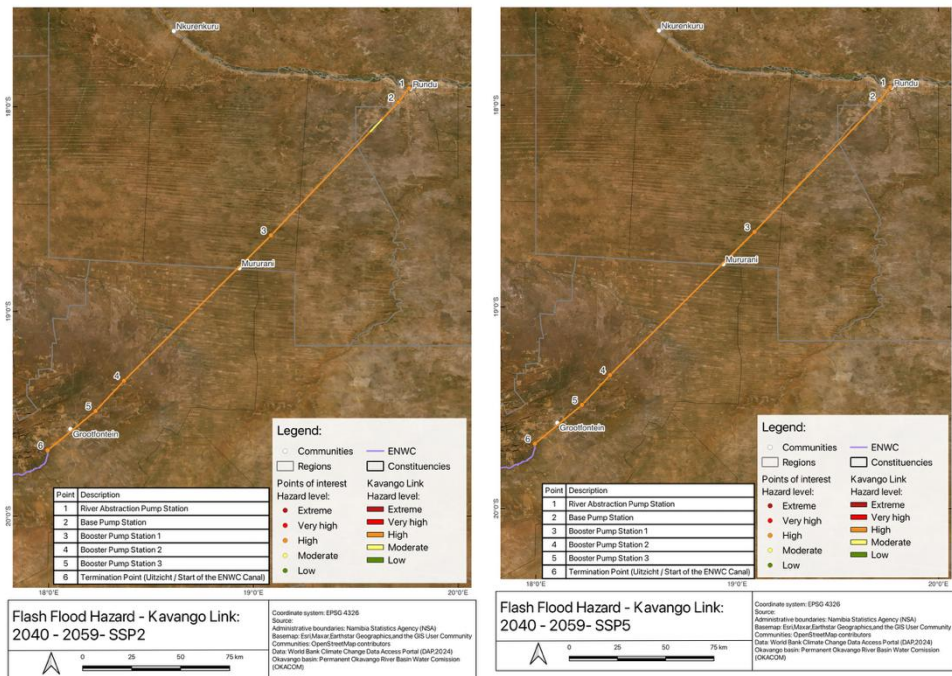 Nkurenkuru
1
Rundu
2
18°0'S
3
Mururani
19°0'S
4
5
Grootfontein
6
20°0'S
Legend:
Communities
ENWC
Regions
Constituencies
Points of interest
Hazard level:
Extreme
Very high
High
Moderate
Low
Kavango Link
Hazard level:
Extreme
Very high
High
Moderate
Low
Point Description
1 River Abstraction Pump Station
2 Base Pump Station
3 Booster Pump Station 1
4 Booster Pump Station 2
5 Booster Pump Station 3
6 Termination Point (Uitzicht / Start of the ENWC Canal)
18°0'E
19°0'E
20°0'E
Flash Flood Hazard - Kavango Link:
2040 - 2059- SSP2
0 25 50 75 km
Coordinate system: EPSG 4326
Source:
Administrative boundaries: Namibia Statistics Agency (NSA)
Basemap: Esri,Maxar,Earthstar Geographics,and the GIS User Community
Communities: OpenStreetMap contributors
Data: World Bank Climate Change Data Access Portal (DAP,2024)
Okavango basin: Permanent Okavango River Basin Water Comission
(OKACOM)
Nkurenkuru
1
Rundu
2
18°0'S
3
Mururani
19°0'S
4
5
Grootfontein
6
20°0'S
Legend:
Communities
ENWC
Regions
Constituencies
Points of interest
Hazard level:
Extreme
Very high
High
Moderate
Low
Kavango Link
Hazard level:
Extreme
Very high
High
Moderate
Low
Point Description
1 River Abstraction Pump Station
2 Base Pump Station
3 Booster Pump Station 1
4 Booster Pump Station 2
5 Booster Pump Station 3
6 Termination Point (Uitzicht / Start of the ENWC Canal)
18°0'E
19°0'E
20°0'E
Flash Flood Hazard - Kavango Link:
2040 - 2059- SSP5
0 25 50 75 km
Coordinate system: EPSG 4326
Source:
Administrative boundaries: Namibia Statistics Agency (NSA)
Basemap: Esri,Maxar,Earthstar Geographics,and the GIS User Community
Communities: OpenStreetMap contributors
Data: World Bank Climate Change Data Access Portal (DAP,2024)
Okavango basin: Permanent Okavango River Basin Water Comission
(OKACOM)